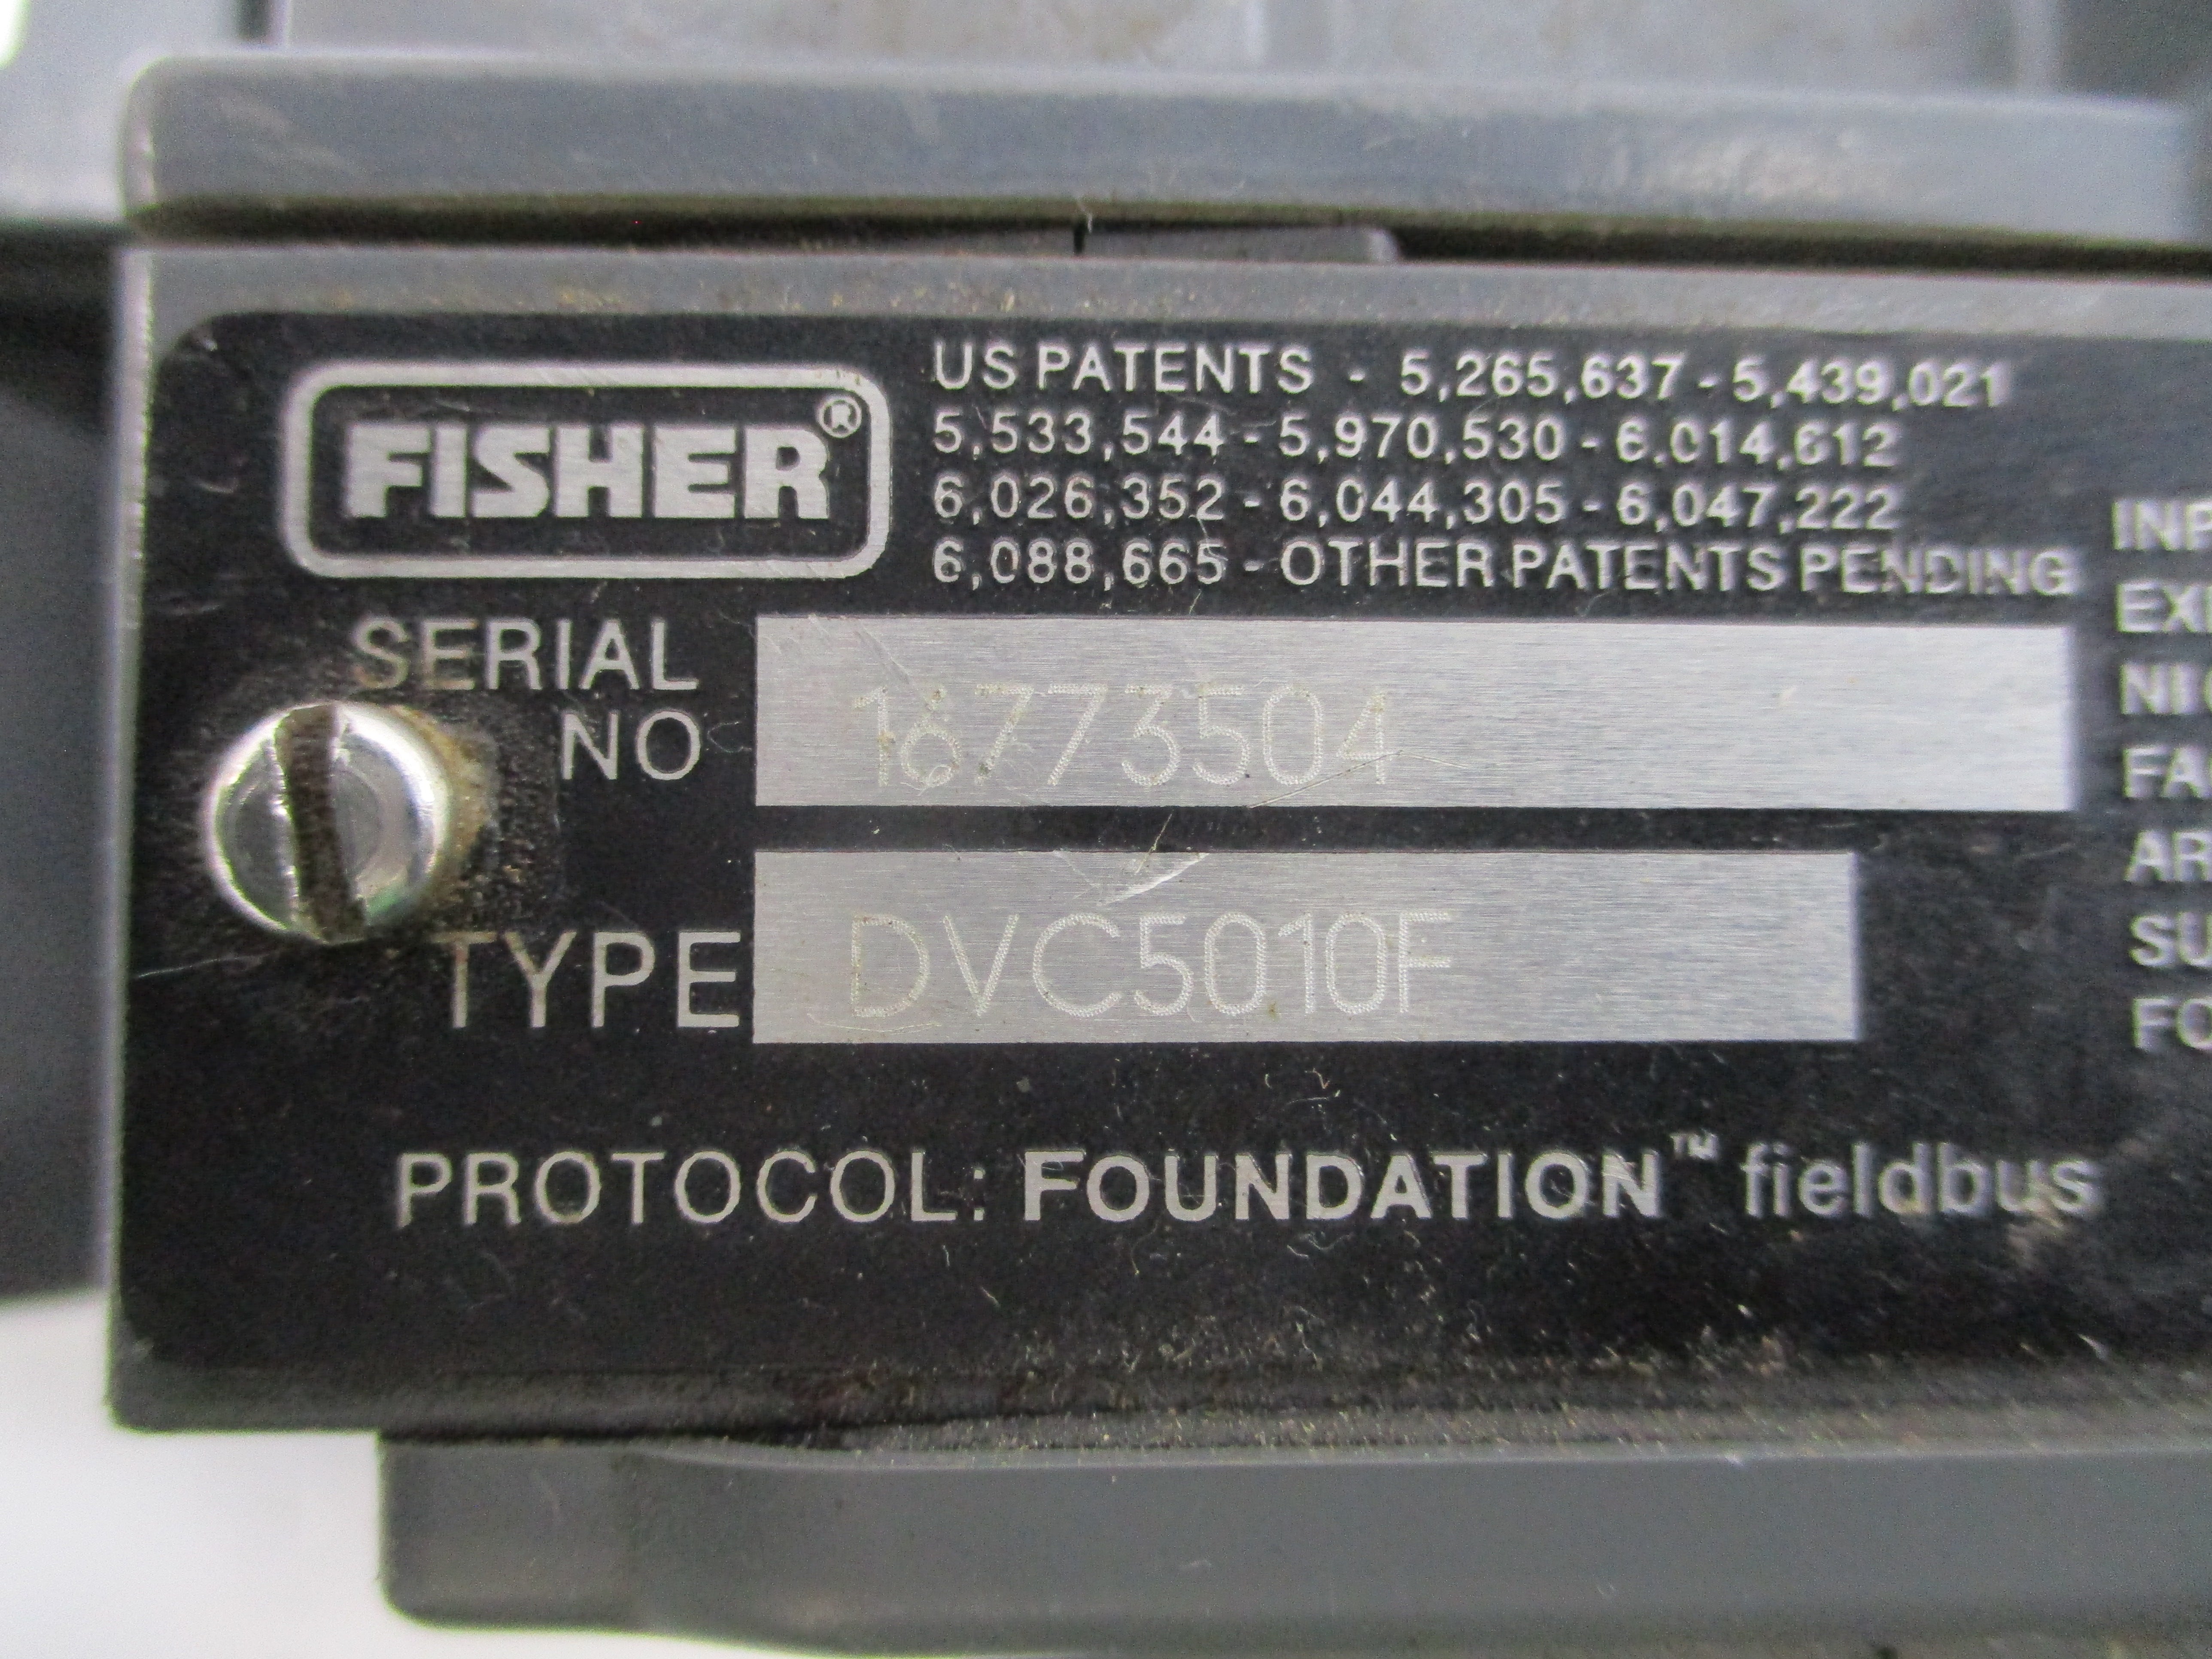 FISHER®
US PATENTS - 5,265,637 - 5,439,021
5,533,544 - 5,970,530 - 6,014,612
6,026,352 - 6,044,305 - 6,047,222
6,088,665 - OTHER PATENTS PENDING
SERIAL
NO 16773504
TYPE DVC5010F
PROTOCOL: FOUNDATION™ fieldbus